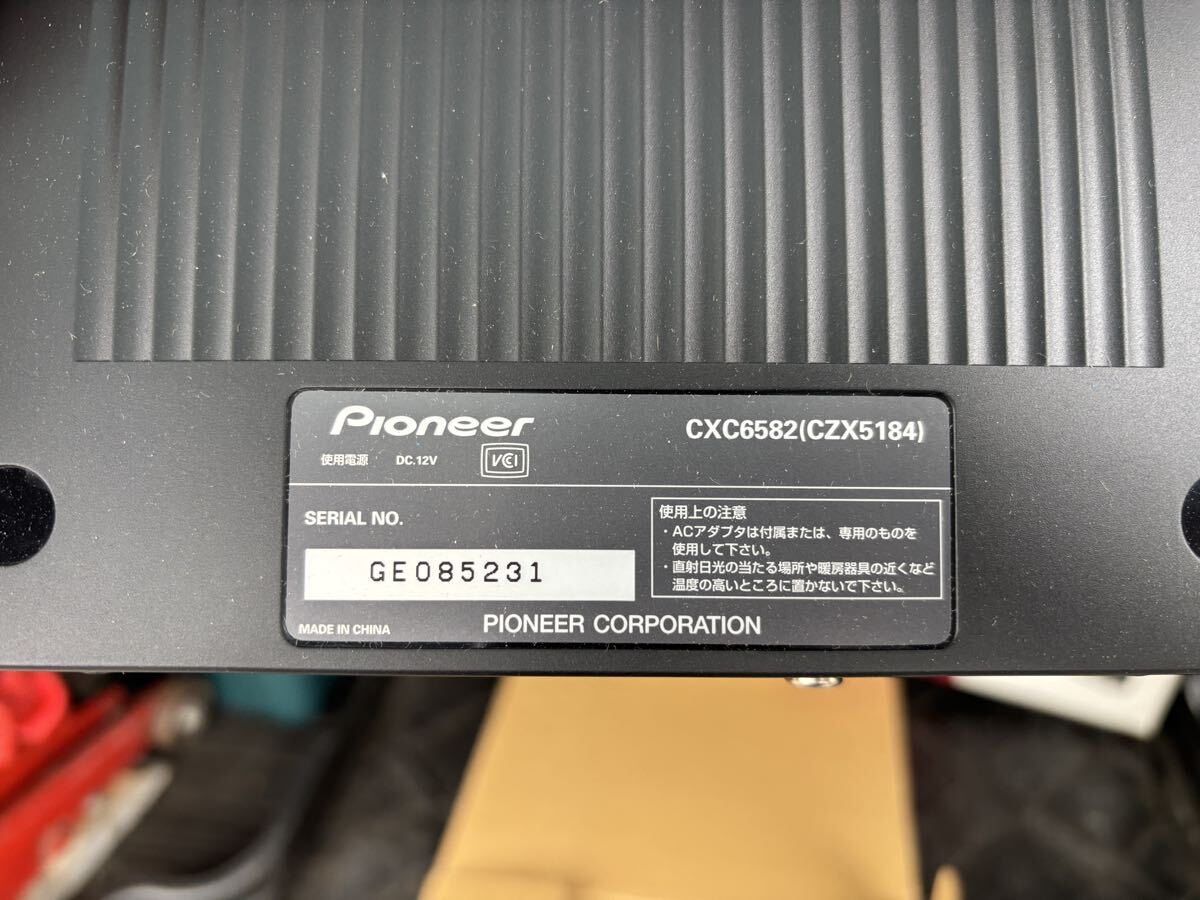 Pioneer
CXC6582(CZX5184)
使用電源 DC.12V VCI
SERIAL NO.
GE085231
使用上の注意
・ACアダプタは付属または、専用のものを
使用して下さい。
・直射日光の当たる場所や暖房器具の近くなど
温度の高いところに置かないで下さい。
MADE IN CHINA
PIONEER CORPORATION